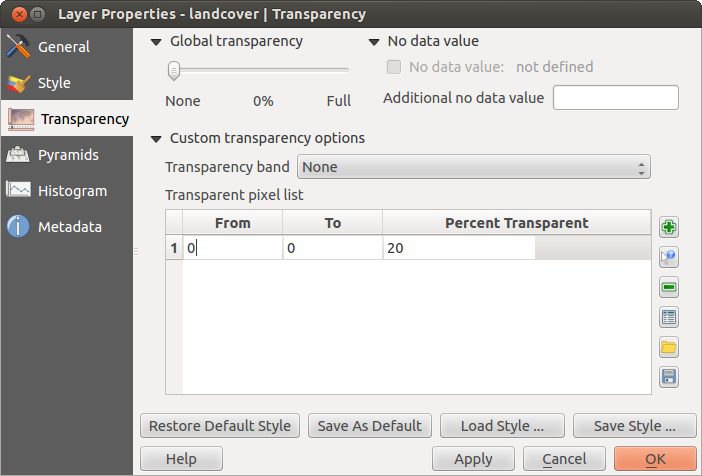 Layer Properties - landcover | Transparency
General
Style
Transparency
Pyramids
Histogram
Metadata
Global transparency
None 0% Full
No data value
No data value: not defined
Additional no data value
Custom transparency options
Transparency band None
Transparent pixel list
From To Percent Transparent
1 0 0 20
Restore Default Style Save As Default Load Style ... Save Style ...
Help Apply Cancel OK